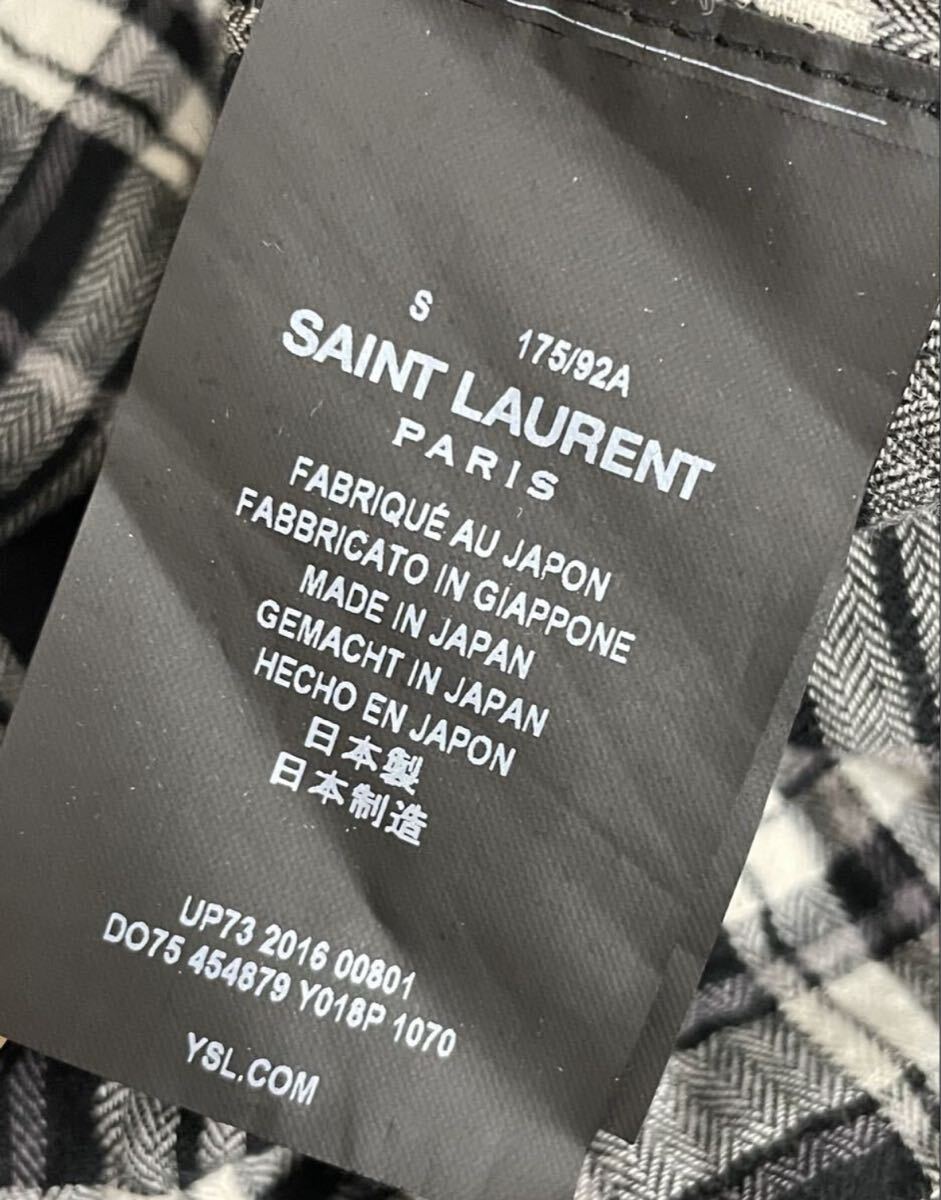 S 175/92A
SAINT LAURENT
PARIS
FABRIQUÉ AU JAPON
FABBRICATO IN GIAPPONE
MADE IN JAPAN
GEMACHT IN JAPAN
HECHO EN JAPON
日本製
日本制造
UP73 2016 00801
DO75 454879 Y018P 1070
YSL.COM